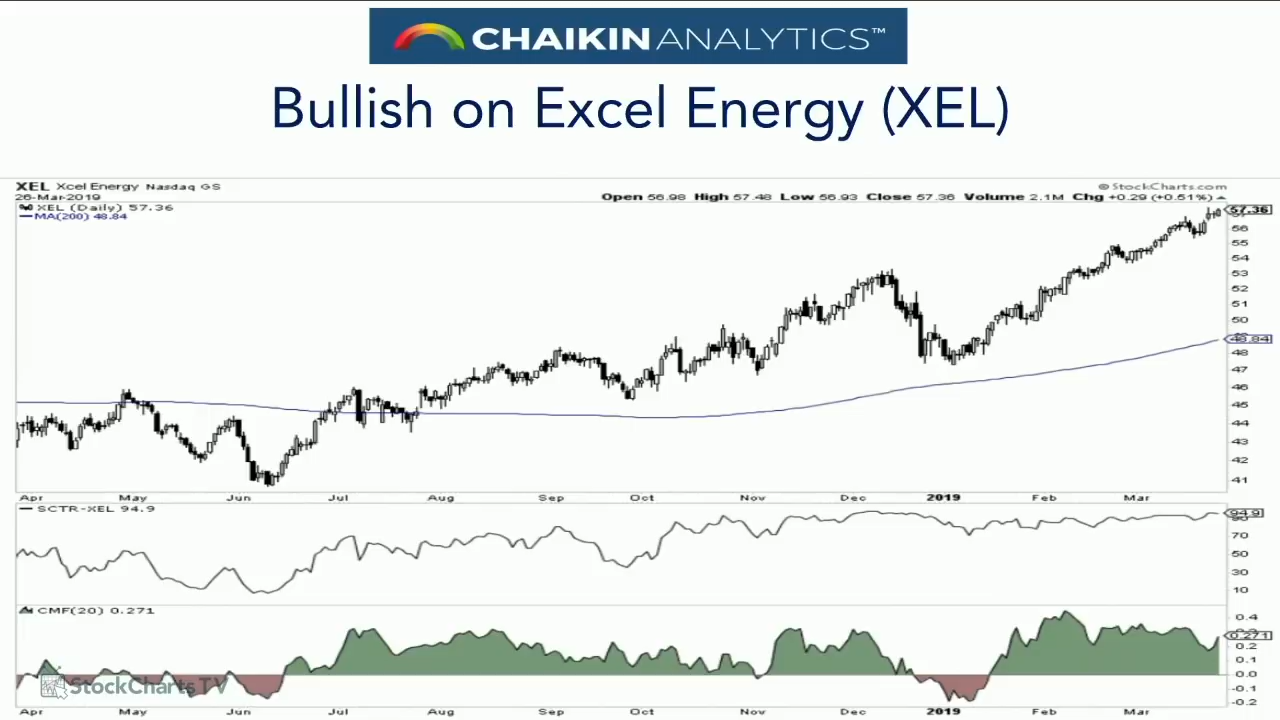 CHAIKIN ANALYTICS™
Bullish on Excel Energy (XEL)
XEL Xcel Energy Nasdaq GS
© StockCharts.com
26-Mar-2019
Open 56.98 High 57.48 Low 56.93 Close 57.36 Volume 2.1M Chg +0.29 (+0.51%)
XEL (Daily) 57.36
MA(200) 48.84
57.36
56
55
54
53
52
51
50
48.84
48
47
46
45
44
43
42
41
Apr May Jun Jul Aug Sep Oct Nov Dec 2019 Feb Mar
SCTR-XEL 94.9
94.9
90
70
50
30
10
CMF(20) 0.271
0.4
0.271
0.2
0.1
0.0
-0.1
-0.2
StockCharts TV
Apr May Jun Jul Aug Sep Oct Nov Dec 2019 Feb Mar